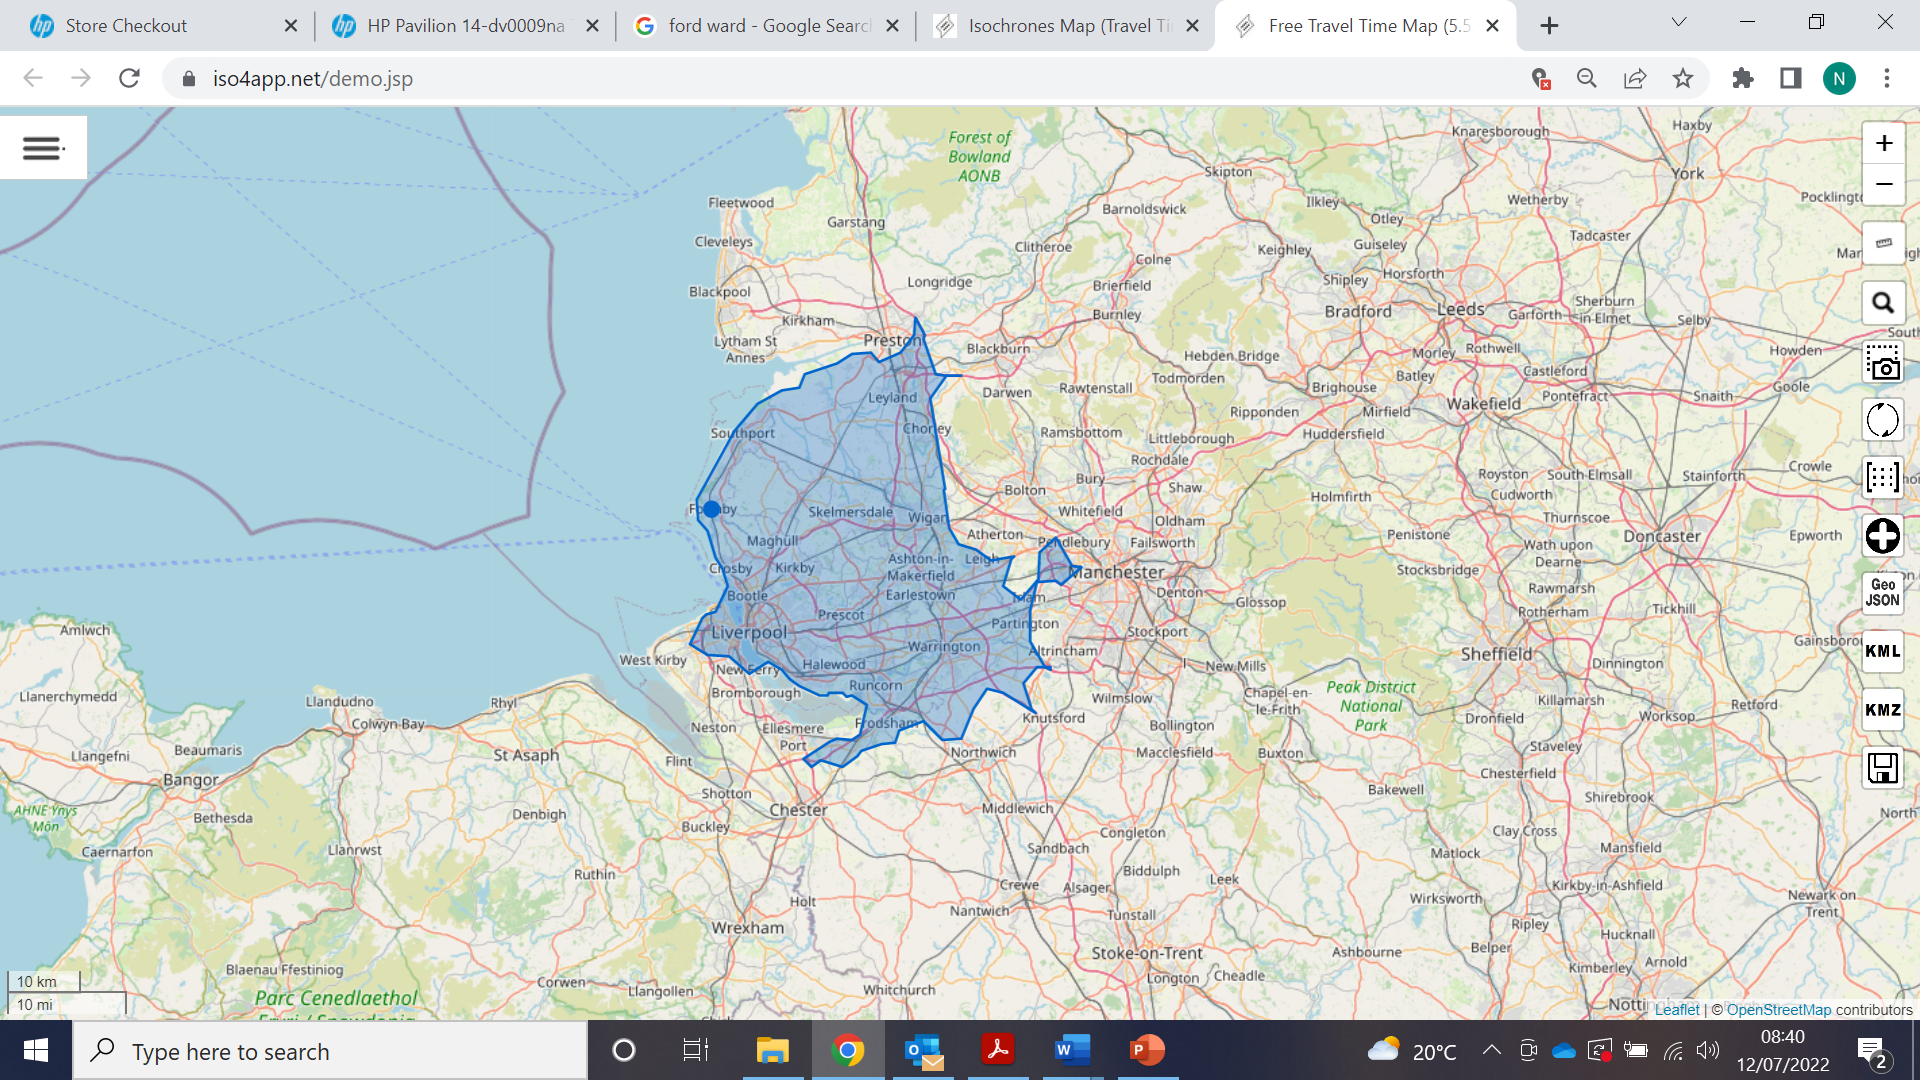 Store Checkout
HP Pavilion 14-dv0009na
ford ward - Google Search
Isochrones Map (Travel Ti
Free Travel Time Map (5.5
iso4app.net/demo.jsp
N
Forest of
Bowland
AONB
Knaresborough
Haxby
Skipton
York
Fleetwood
Garstang
Barnoldswick
Ilkley
Otley
Wetherby
Pocklingt
Cleveleys
Clitheroe
Colne
Keighley
Guiseley
Tadcaster
Blackpool
Longridge
Brierfield
Shipley
Horsforth
Kirkham
Burnley
Bradford
Leeds
Garforth
Sherburn
-in-Elmet
Selby
Lytham St
Annes
Preston
Blackburn
Hebden Bridge
Morley
Rothwell
Howden
Leyland
Darwen
Rawtenstall
Todmorden
Brighouse
Batley
Castleford
Goole
Southport
Chorley
Ramsbottom
Littleborough
Ripponden
Mirfield
Wakefield
Pontefract
Snaith
Huddersfield
Rochdale
Bolton
Bury
Shaw
Royston
South-Elmsall
Stainforth
Crowle
Skelmersdale
Wigan
Whitefield
Oldham
Holmfirth
Cudworth
Thurnscoe
Maghull
Atherton
Pendlebury
Failsworth
Penistone
Wath upon
Dearne
Doncaster
Epworth
Crosby
Kirkby
Ashton-in-
Makerfield
Leigh
Manchester
Stocksbridge
Bootle
Earlestown
Irlam
Denton
Glossop
Rawmarsh
Rotherham
Tickhill
Prescot
Partington
Stockport
Amlwch
Liverpool
Warrington
Altrincham
Sheffield
Gainsboro
West Kirby
New Ferry
Halewood
New Mills
Dinnington
Llanerchymedd
Llandudno
Rhyl
Bromborough
Runcorn
Wilmslow
Chapel-en-
le-Frith
Peak District
National
Park
Killamarsh
Worksop
Retford
Colwyn-Bay
Neston
Ellesmere
Port
Frodsham
Knutsford
Bollington
Dronfield
Llangefni
Beaumaris
St Asaph
Flint
Northwich
Macclesfield
Buxton
Staveley
Bangor
Chesterfield
AHNE Ynys
Môn
Bethesda
Denbigh
Shotton
Chester
Middlewich
Bakewell
Shirebrook
North
Buckley
Congleton
Clay Cross
Caernarfon
Llanrwst
Sandbach
Matlock
Mansfield
Ruthin
Crewe
Alsager
Biddulph
Leek
Kirkby-in-Ashfield
Holt
Nantwich
Tunstall
Wirksworth
Newark on
Trent
Wrexham
Ripley
Hucknall
Stoke-on-Trent
Ashbourne
Belper
Blaenau Ffestiniog
Corwen
Llangollen
Whitchurch
Longton
Cheadle
Kimberley
Arnold
Parc Cenedlaethol
+
−
Geo
JSON
KML
KMZ
10 km
10 mi
Leaflet | © OpenStreetMap contributors
Type here to search
20°C
08:40
12/07/2022
2